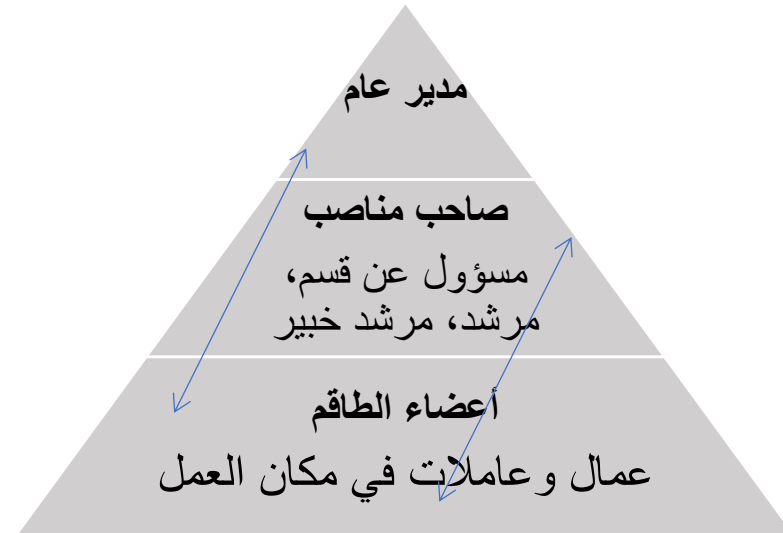 مدير عام
صاحب مناصب
مسؤول عن قسم،
مرشد، مرشد خبير
أعضاء الطاقم
عمال وعاملات في مكان العمل